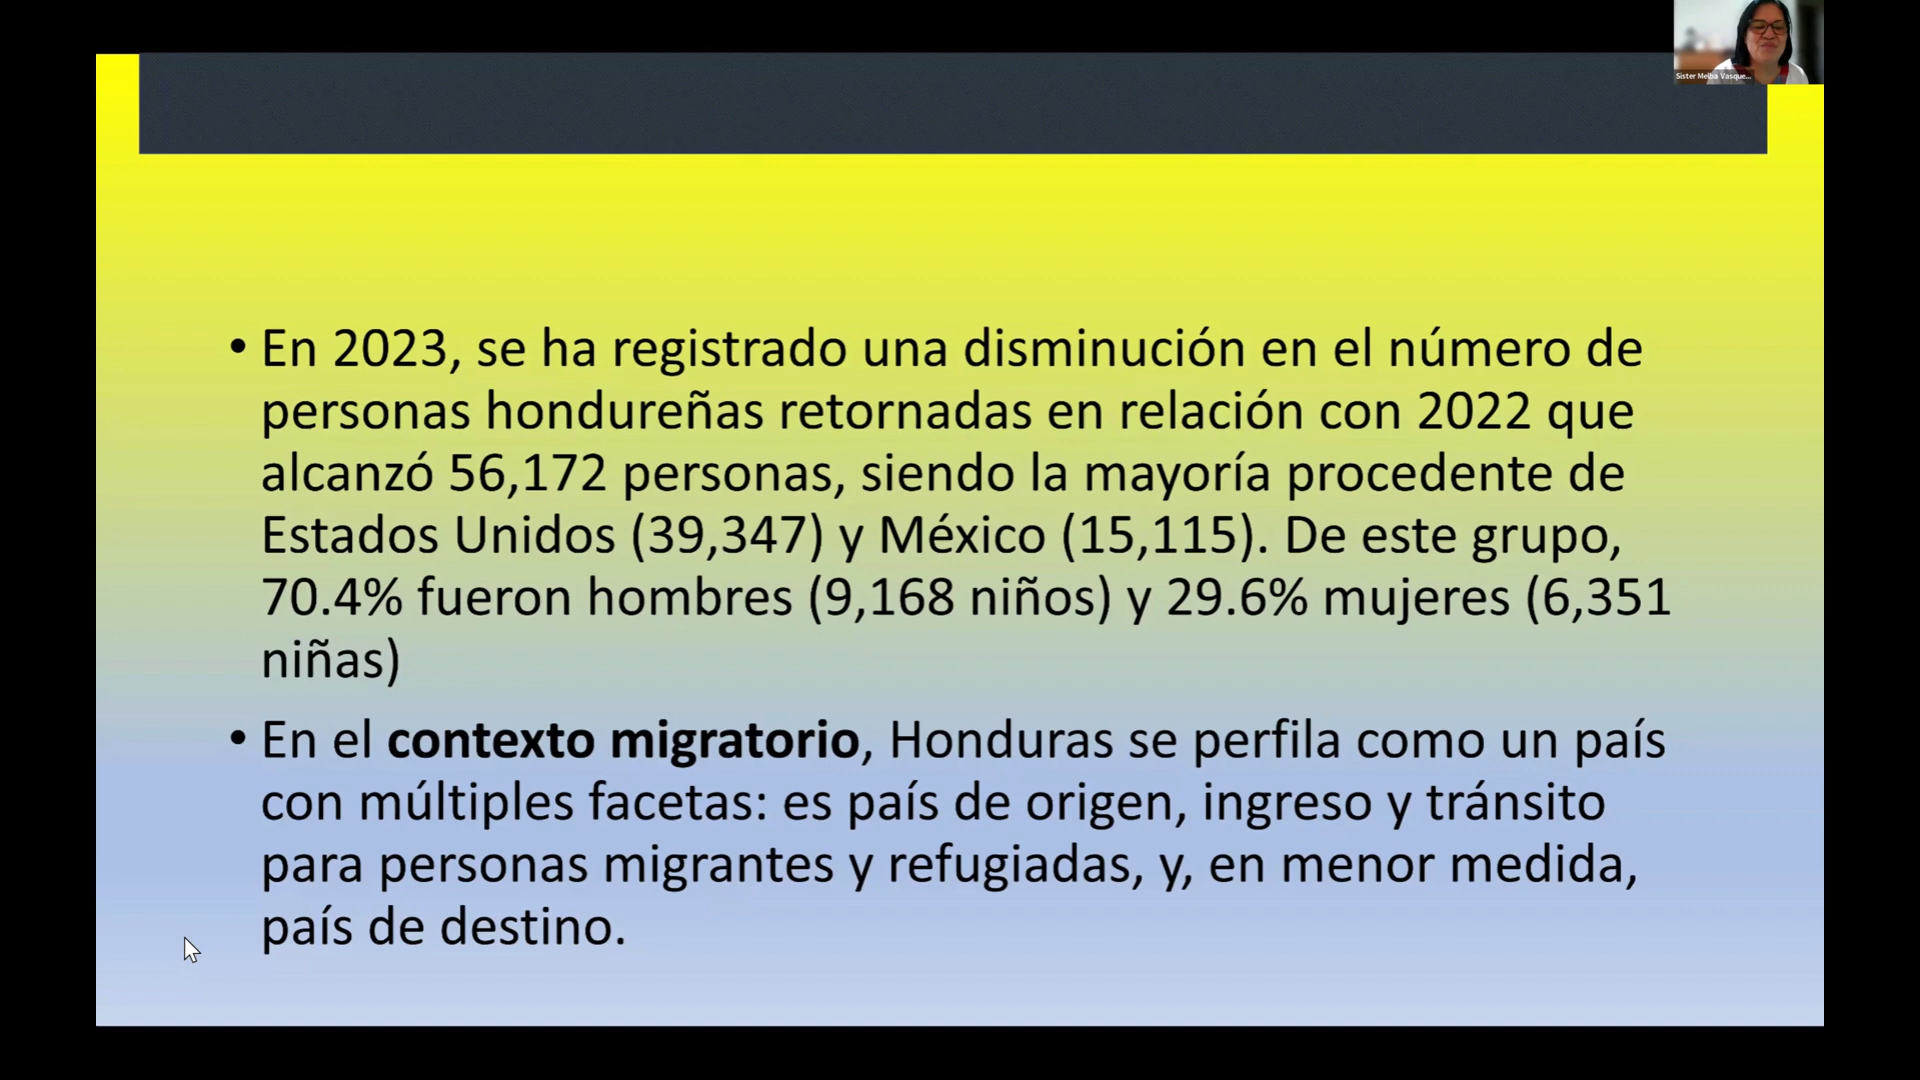 Sister Melba Vasque...
• En 2023, se ha registrado una disminución en el número de
personas hondureñas retornadas en relación con 2022 que
alcanzó 56,172 personas, siendo la mayoría procedente de
Estados Unidos (39,347) y México (15,115). De este grupo,
70.4% fueron hombres (9,168 niños) y 29.6% mujeres (6,351
niñas)
• En el contexto migratorio, Honduras se perfila como un país
con múltiples facetas: es país de origen, ingreso y tránsito
para personas migrantes y refugiadas, y, en menor medida,
país de destino.